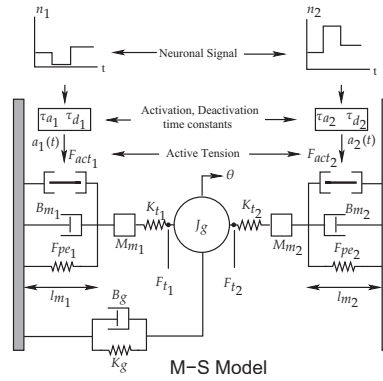 n1 n2
Neuronal Signal
t t
τa1 τd1 Activation, Deactivation time constants τa2 τd2
a1(t) a2(t)
Fact1 Active Tension Fact2
θ
Bm1 Kt1 Kt2 Bm2
Jg
Mm1 Mm2
Fpe1 Fpe2
Ft1 Ft2
lm1 lm2
Bg
Kg
M−S Model